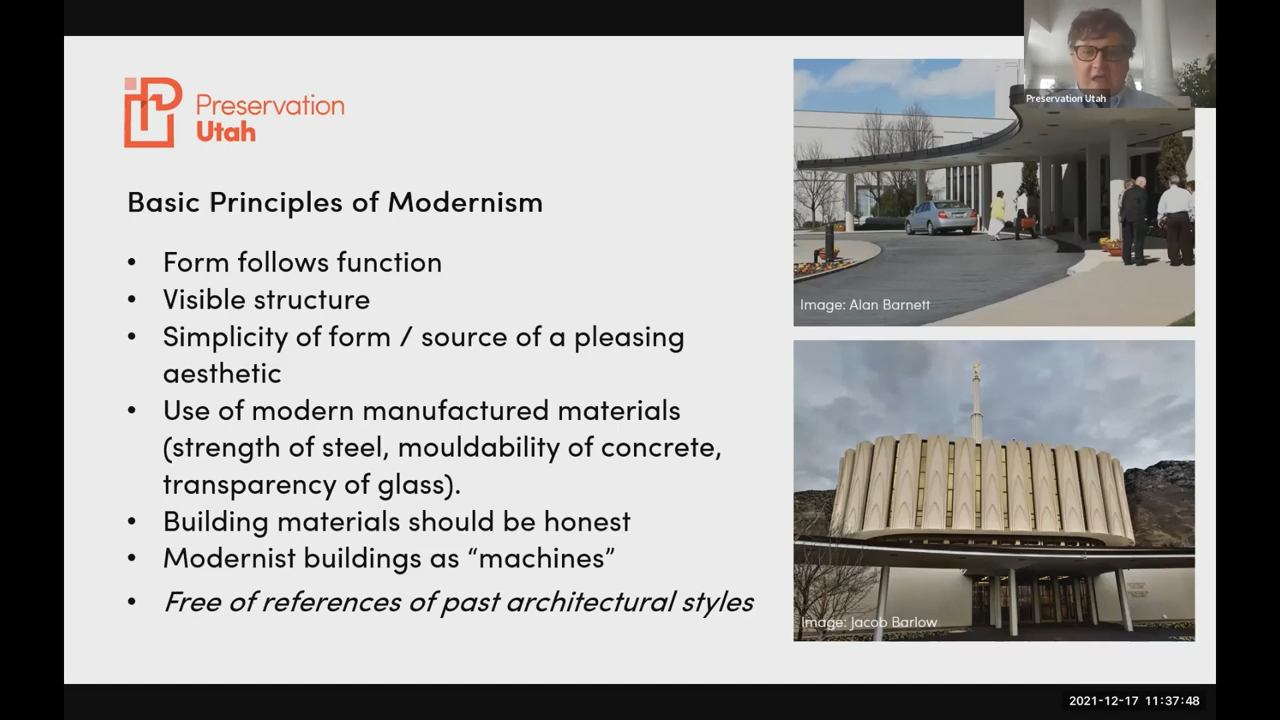 Preservation
Utah
Basic Principles of Modernism
• Form follows function
• Visible structure
• Simplicity of form / source of a pleasing
aesthetic
• Use of modern manufactured materials
(strength of steel, mouldability of concrete,
transparency of glass).
• Building materials should be honest
• Modernist buildings as “machines”
• Free of references of past architectural styles
Preservation Utah
Image: Alan Barnett
Image: Jacob Barlow
2021-12-17 11:37:48